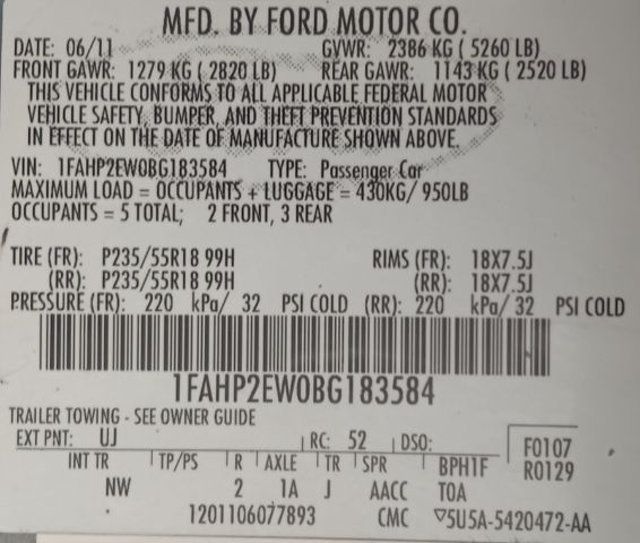 MFD. BY FORD MOTOR CO.
DATE: 06/11 GVWR: 2386 KG ( 5260 LB)
FRONT GAWR: 1279 KG ( 2820 LB) REAR GAWR: 1143 KG ( 2520 LB)
THIS VEHICLE CONFORMS TO ALL APPLICABLE FEDERAL MOTOR
VEHICLE SAFETY, BUMPER, AND THEFT PREVENTION STANDARDS
IN EFFECT ON THE DATE OF MANUFACTURE SHOWN ABOVE.
VIN: 1FAHP2EW0BG183584 TYPE: Passenger Car
MAXIMUM LOAD = OCCUPANTS + LUGGAGE = 430KG/ 950LB
OCCUPANTS = 5 TOTAL; 2 FRONT, 3 REAR
TIRE (FR): P235/55R18 99H RIMS (FR): 18X7.5J
(RR): P235/55R18 99H (RR): 18X7.5J
PRESSURE (FR): 220 kPa/ 32 PSI COLD (RR): 220 kPa/ 32 PSI COLD
1FAHP2EW0BG183584
TRAILER TOWING - SEE OWNER GUIDE
EXT PNT: UJ RC: 52 DSO: F0107
INT TR TP/PS R AXLE TR SPR BPH1F R0129
NW 2 1A J AACC TOA
1201106077893 CMC ▽5U5A-5420472-AA